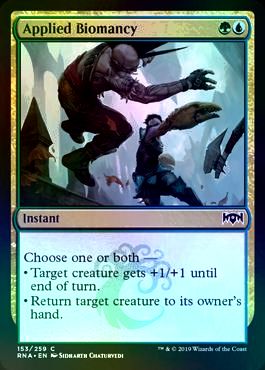 Applied Biomancy
Instant
Choose one or both —
• Target creature gets +1/+1 until
end of turn.
• Return target creature to its owner's
hand.
153/259 C
RNA • EN Sidharth Chaturvedi
™ & © 2019 Wizards of the Coast